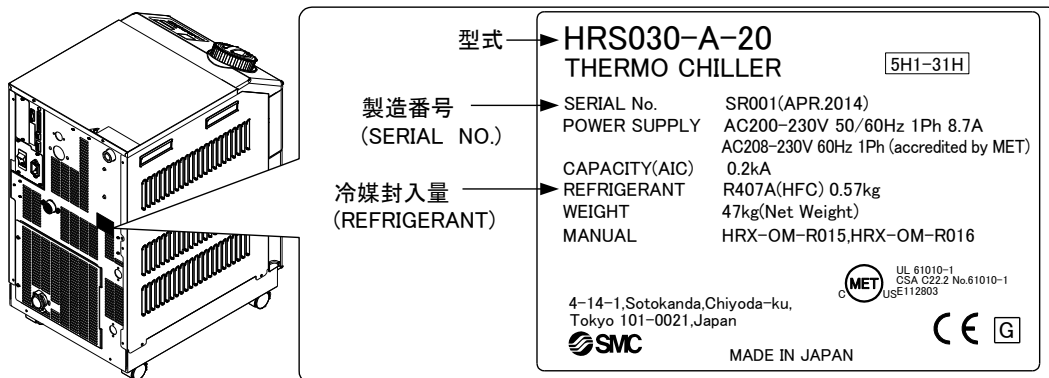 型式
HRS030-A-20
THERMO CHILLER
5H1-31H
製造番号
(SERIAL NO.)
SERIAL No. SR001(APR.2014)
POWER SUPPLY AC200-230V 50/60Hz 1Ph 8.7A
AC208-230V 60Hz 1Ph (accredited by MET)
CAPACITY(AIC) 0.2kA
冷媒封入量
(REFRIGERANT)
REFRIGERANT R407A(HFC) 0.57kg
WEIGHT 47kg(Net Weight)
MANUAL HRX-OM-R015,HRX-OM-R016
C MET US
UL 61010-1
CSA C22.2 No.61010-1
E112803
4-14-1,Sotokanda,Chiyoda-ku,
Tokyo 101-0021,Japan
SMC
CE G
MADE IN JAPAN